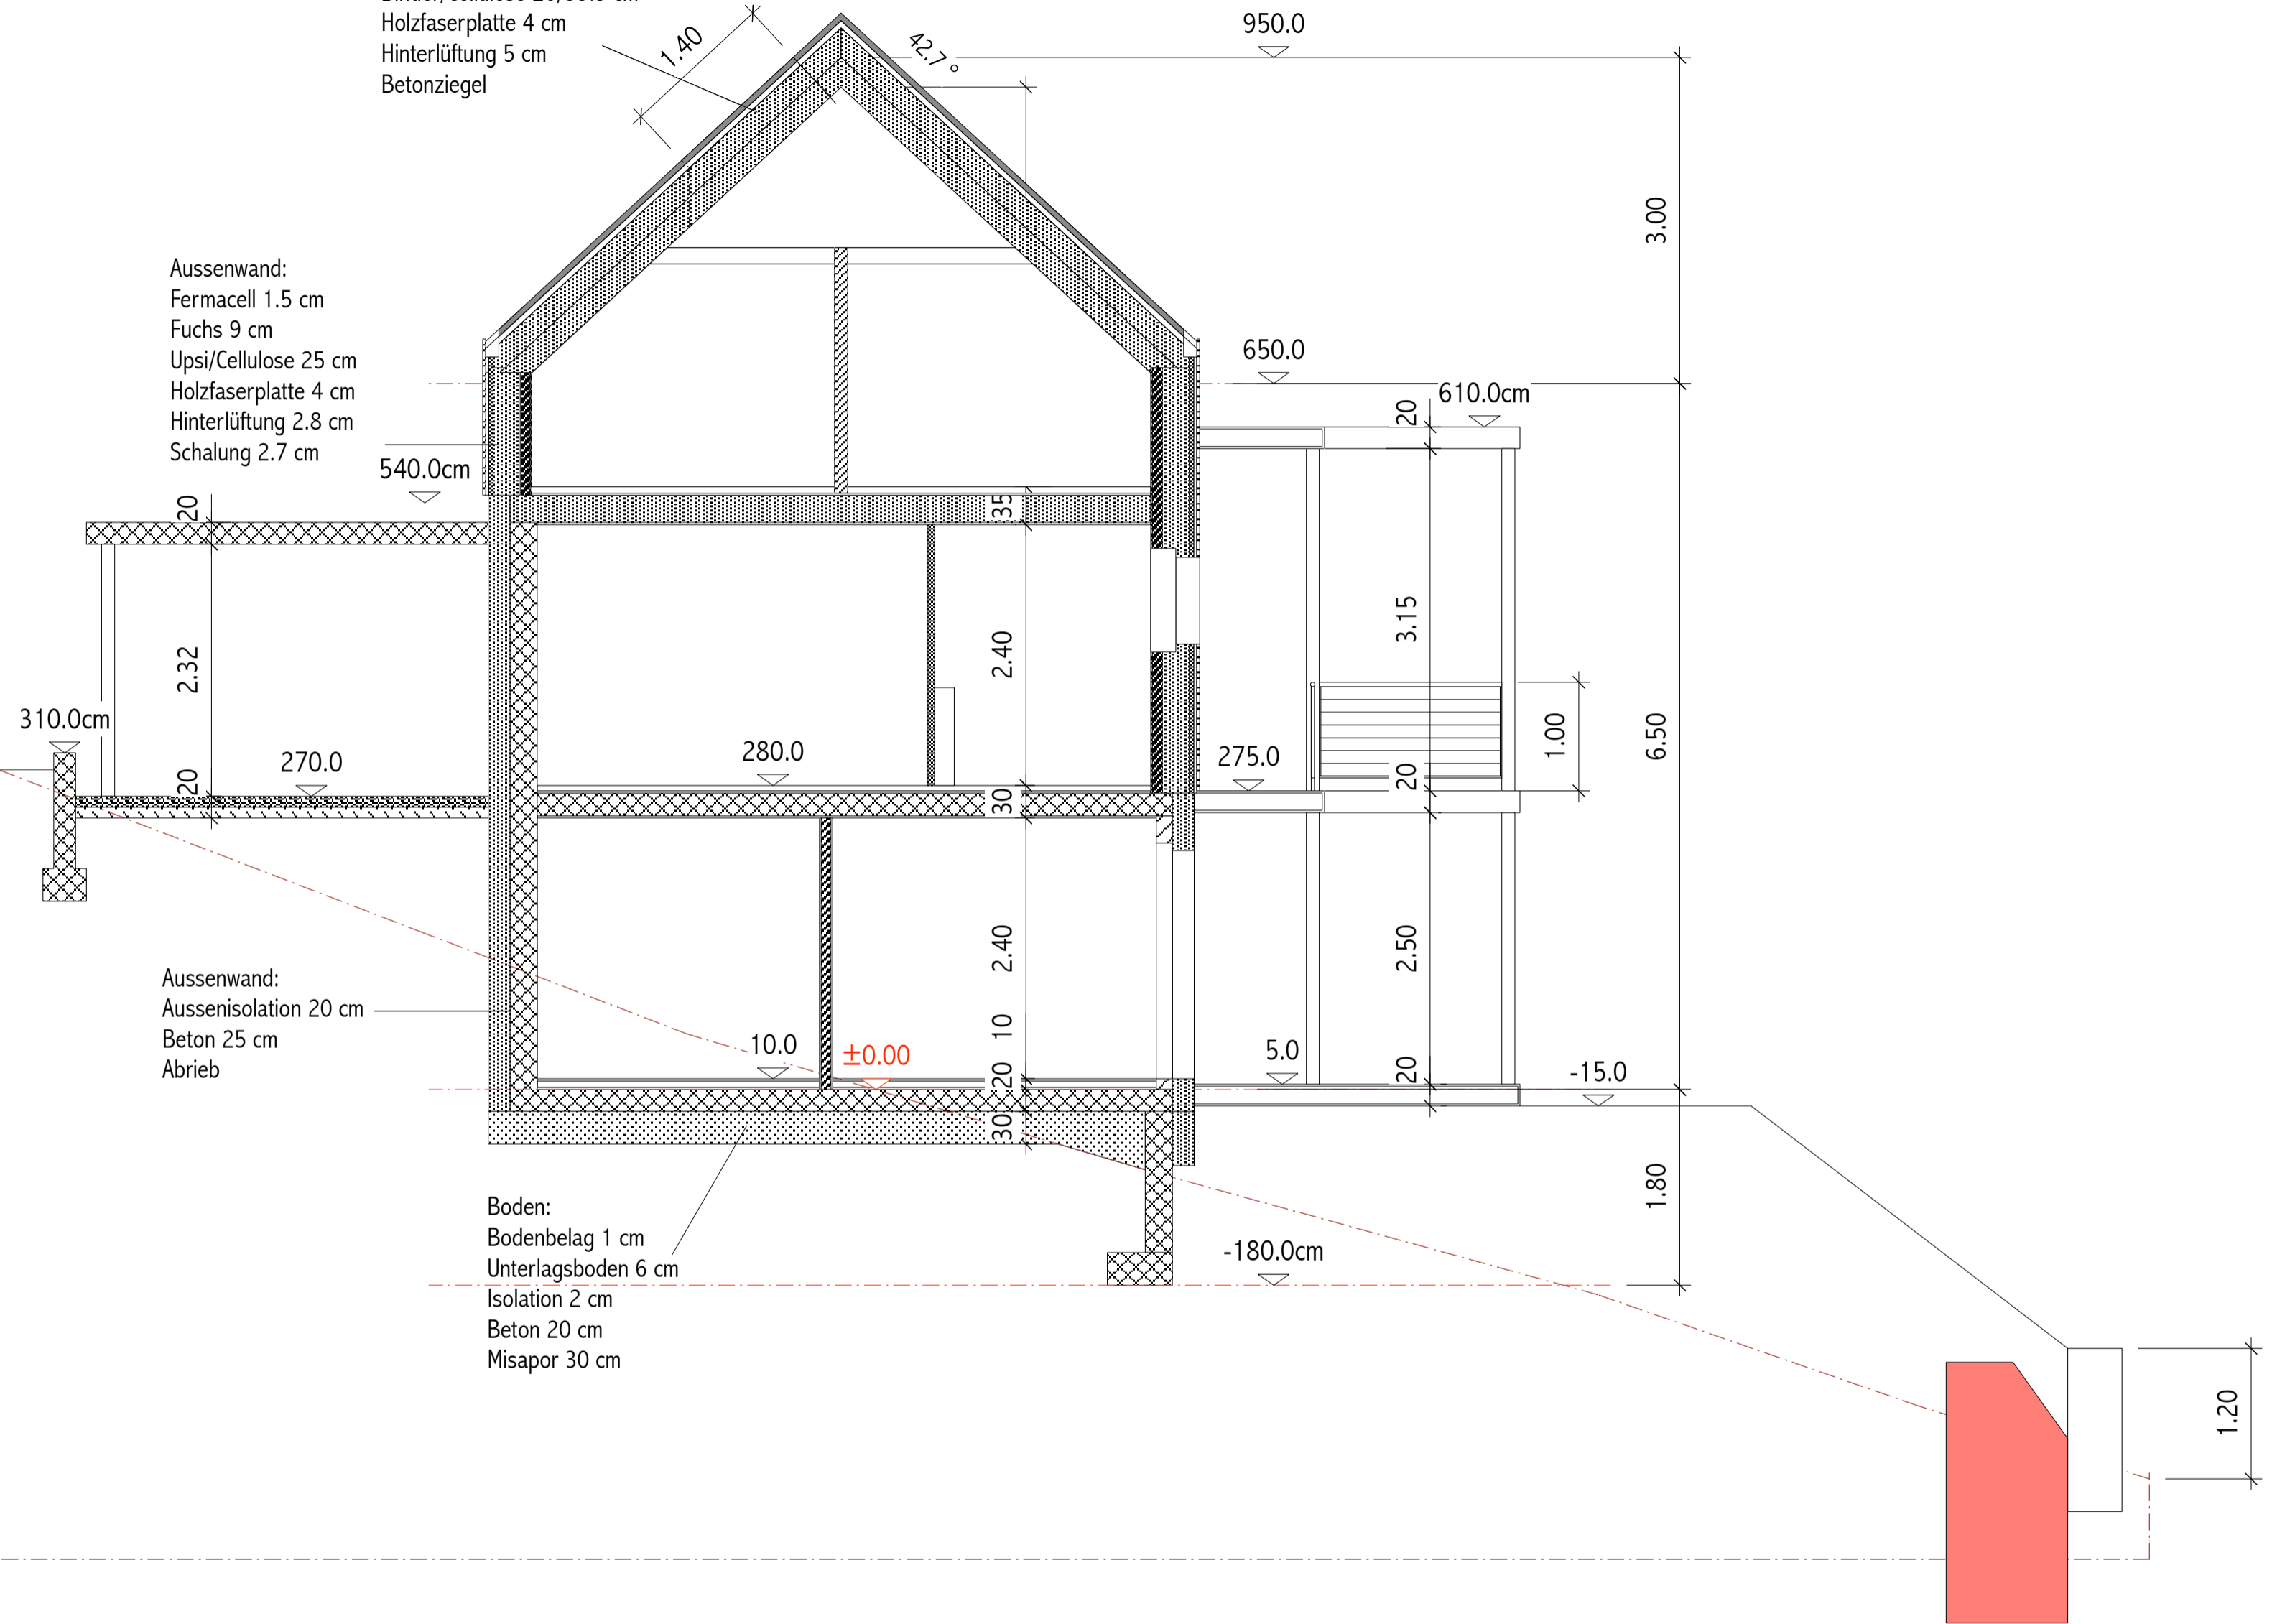 Holzfaserplatte 4 cm
Hinterlüftung 5 cm
Betonziegel
1.40
42.7 °
950.0
3.00
Aussenwand:
Fermacell 1.5 cm
Fuchs 9 cm
Upsi/Cellulose 25 cm
Holzfaserplatte 4 cm
Hinterlüftung 2.8 cm
Schalung 2.7 cm
650.0
610.0cm
20
540.0cm
20
35
3.15
2.32
2.40
310.0cm
270.0
20
280.0
30
275.0
20
1.00
6.50
2.40
2.50
Aussenwand:
Aussenisolation 20 cm
Beton 25 cm
Abrieb
10.0
±0.00
10
20
30
5.0
20
-15.0
1.80
-180.0cm
Boden:
Bodenbelag 1 cm
Unterlagsboden 6 cm
Isolation 2 cm
Beton 20 cm
Misapor 30 cm
1.20